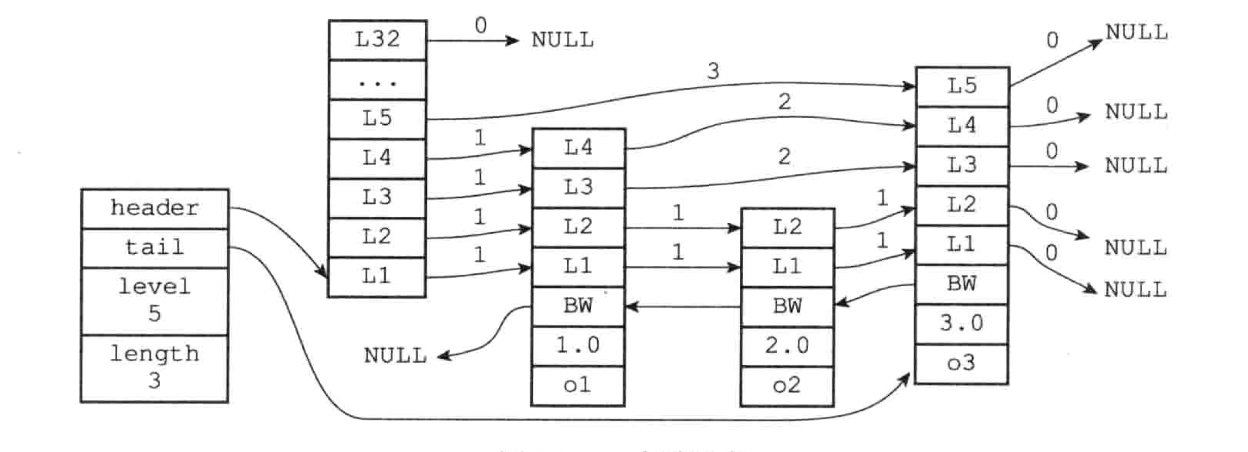 header
tail
level
5
length
3
L32
...
L5
L4
L3
L2
L1
0
NULL
3
1
1
1
1
L4
L3
L2
L1
BW
1.0
o1
NULL
2
2
1
1
L2
L1
BW
2.0
o2
1
1
L5
L4
L3
L2
L1
BW
3.0
o3
0
NULL
0
NULL
0
NULL
0
NULL
0
NULL